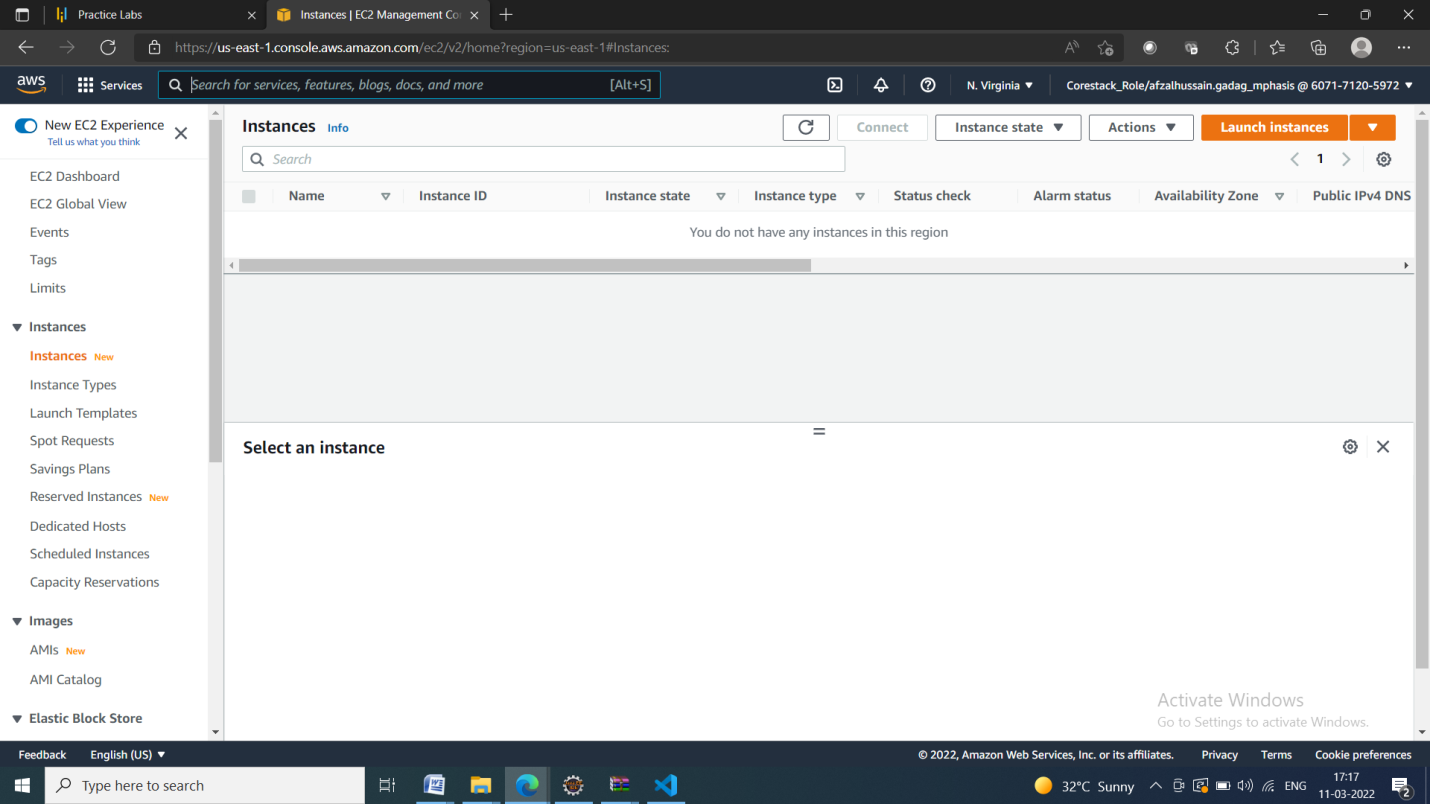 Practice Labs
Instances | EC2 Management Co
https://us-east-1.console.aws.amazon.com/ec2/v2/home?region=us-east-1#Instances:
aws
Services
Search for services, features, blogs, docs, and more
[Alt+S]
N. Virginia
Corestack_Role/afzalhussain.gadag_mphasis @ 6071-7120-5972
New EC2 Experience
Tell us what you think
EC2 Dashboard
EC2 Global View
Events
Tags
Limits
Instances
Instances New
Instance Types
Launch Templates
Spot Requests
Savings Plans
Reserved Instances New
Dedicated Hosts
Scheduled Instances
Capacity Reservations
Images
AMIs New
AMI Catalog
Elastic Block Store
Instances Info
Connect
Instance state
Actions
Launch instances
Search
1
Name
Instance ID
Instance state
Instance type
Status check
Alarm status
Availability Zone
Public IPv4 DNS
You do not have any instances in this region
Select an instance
Activate Windows
Go to Settings to activate Windows.
Feedback
English (US)
© 2022, Amazon Web Services, Inc. or its affiliates.
Privacy
Terms
Cookie preferences
Type here to search
32°C Sunny
ENG
17:17
11-03-2022
2